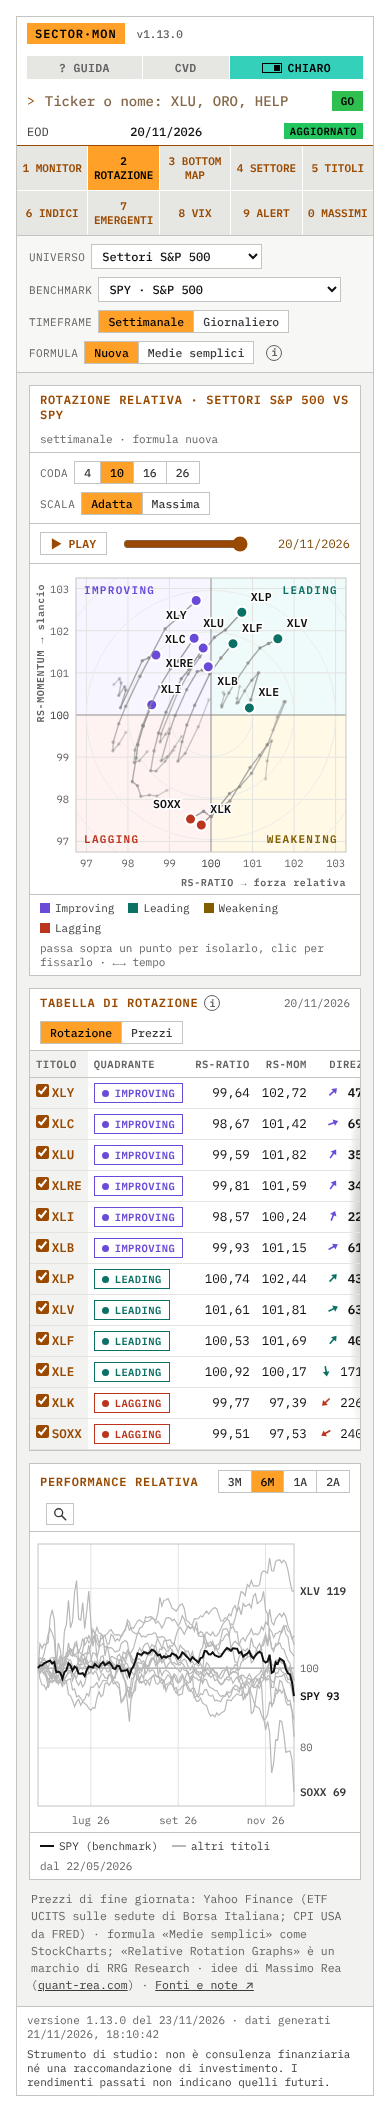 SECTOR·MON v1.13.0
? GUIDA CVD CHIARO
> Ticker o nome: XLU, ORO, HELP GO
EOD 20/11/2026 AGGIORNATO
1 MONITOR 2 ROTAZIONE 3 BOTTOM MAP 4 SETTORE 5 TITOLI
6 INDICI 7 EMERGENTI 8 VIX 9 ALERT 0 MASSIMI
UNIVERSO Settori S&P 500
BENCHMARK SPY · S&P 500
TIMEFRAME Settimanale Giornaliero
FORMULA Nuova Medie semplici i
ROTAZIONE RELATIVA · SETTORI S&P 500 VS
SPY
settimanale · formula nuova
CODA 4 10 16 26
SCALA Adatta Massima
▶ PLAY 20/11/2026
RS-MOMENTUM → slancio
103
102
101
100
99
98
97
IMPROVING LEADING
XLP
XLY
XLU
XLF
XLV
XLC
XLRE
XLB
XLI
XLE
SOXX
XLK
LAGGING WEAKENING
97 98 99 100 101 102 103
RS-RATIO → forza relativa
Improving Leading Weakening
Lagging
passa sopra un punto per isolarlo, clic per
fissarlo · ←→ tempo
TABELLA DI ROTAZIONE i 20/11/2026
Rotazione Prezzi
TITOLO QUADRANTE RS-RATIO RS-MOM DIREZ
XLY IMPROVING 99,64 102,72 ↗ 47
XLC IMPROVING 98,67 101,42 69
XLU IMPROVING 99,59 101,82 35
XLRE IMPROVING 99,81 101,59 34
XLI IMPROVING 98,57 100,24 22
XLB IMPROVING 99,93 101,15 61
XLP LEADING 100,74 102,44 43
XLV LEADING 101,61 101,81 63
XLF LEADING 100,53 101,69 40
XLE LEADING 100,92 100,17 171
XLK LAGGING 99,77 97,39 226
SOXX LAGGING 99,51 97,53 240
PERFORMANCE RELATIVA 3M 6M 1A 2A
XLV 119
100
SPY 93
80
SOXX 69
lug 26 set 26 nov 26
SPY (benchmark) altri titoli
dal 22/05/2026
Prezzi di fine giornata: Yahoo Finance (ETF
UCITS sulle sedute di Borsa Italiana; CPI USA
da FRED) · formula «Medie semplici» come
StockCharts; «Relative Rotation Graphs» è un
marchio di RRG Research · idee di Massimo Rea
(quant-rea.com) · Fonti e note ↗
versione 1.13.0 del 23/11/2026 · dati generati
21/11/2026, 18:10:42
Strumento di studio: non è consulenza finanziaria
né una raccomandazione di investimento. I
rendimenti passati non indicano quelli futuri.